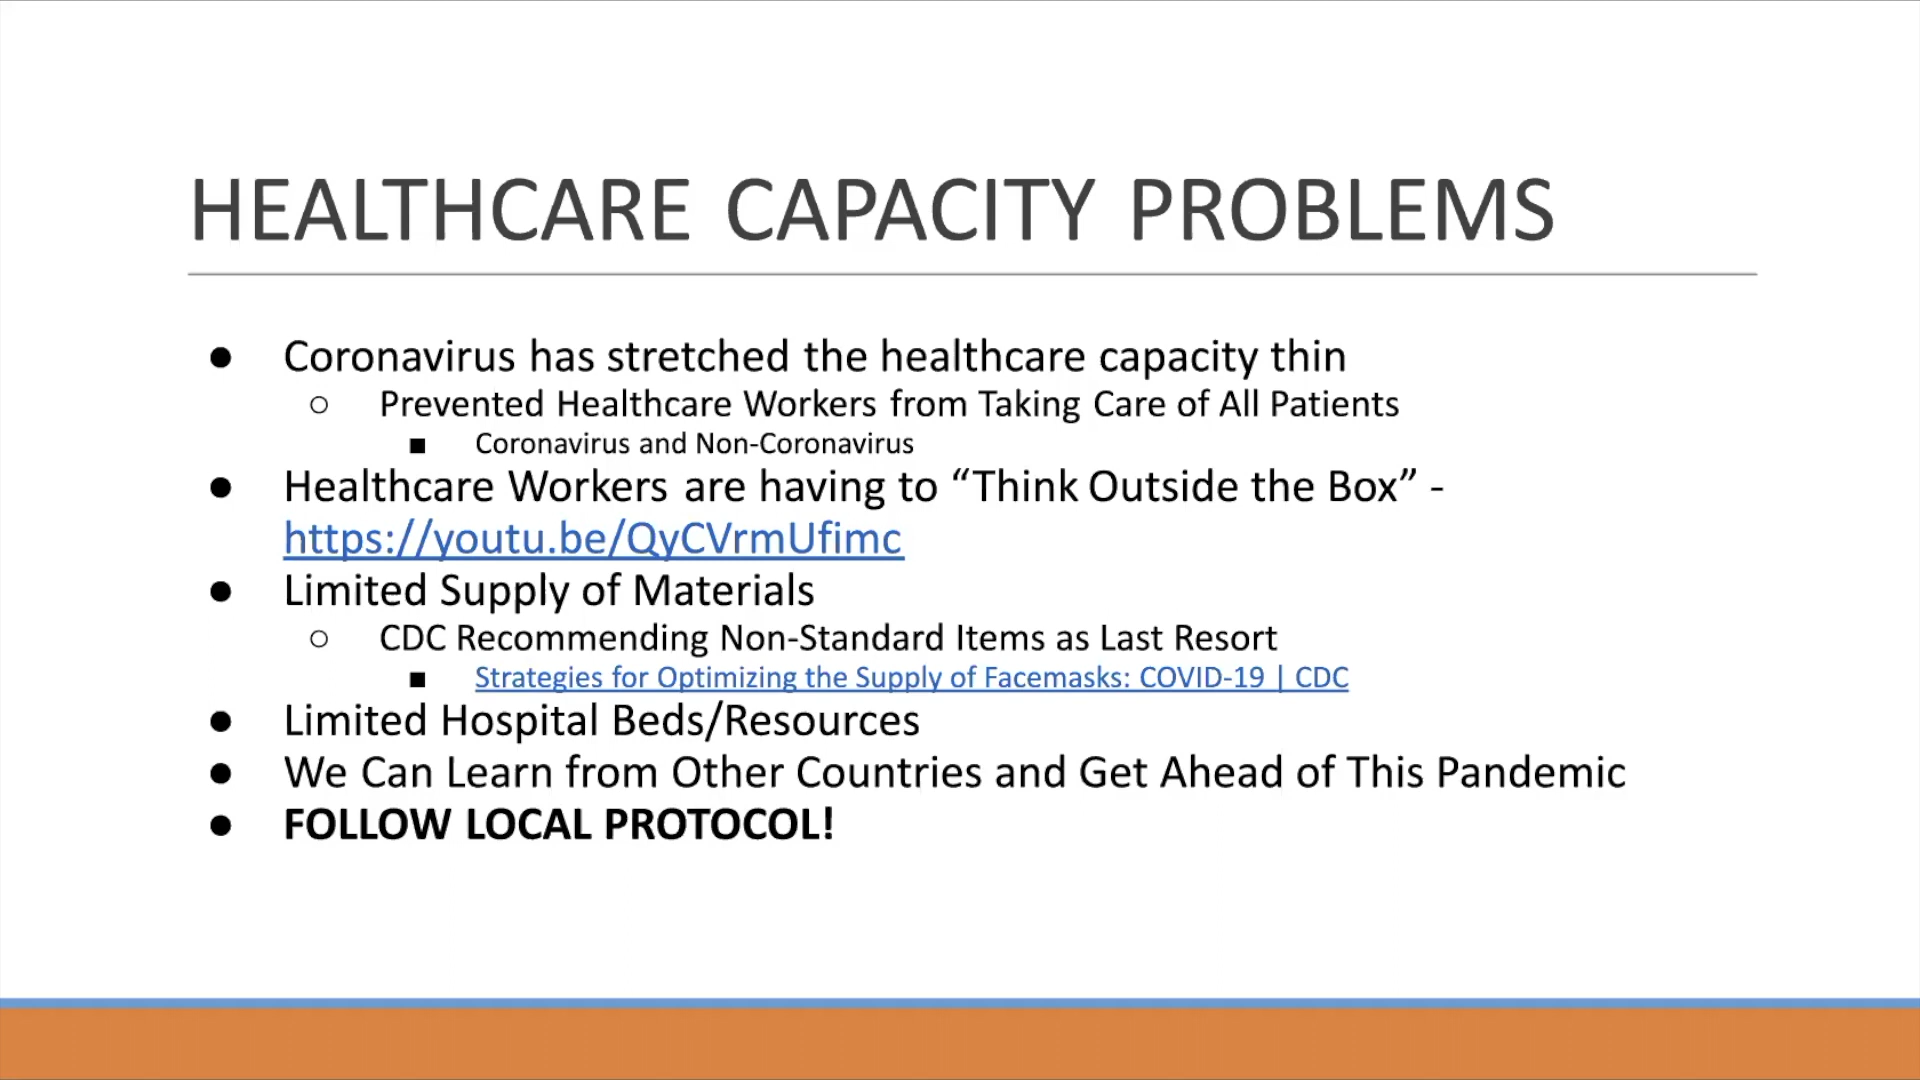 HEALTHCARE CAPACITY PROBLEMS
● Coronavirus has stretched the healthcare capacity thin
○ Prevented Healthcare Workers from Taking Care of All Patients
■ Coronavirus and Non-Coronavirus
● Healthcare Workers are having to “Think Outside the Box” -
https://youtu.be/QyCVrmUfimc
● Limited Supply of Materials
○ CDC Recommending Non-Standard Items as Last Resort
■ Strategies for Optimizing the Supply of Facemasks: COVID-19 | CDC
● Limited Hospital Beds/Resources
● We Can Learn from Other Countries and Get Ahead of This Pandemic
● FOLLOW LOCAL PROTOCOL!